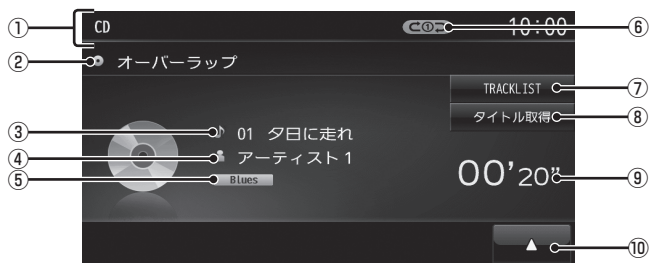 ① CD ⑥ 10:00
② オーバーラップ
TRACKLIST ⑦
タイトル取得 ⑧
③ 01 夕日に走れ
④ アーティスト1
⑤ Blues
00'20" ⑨
⑩